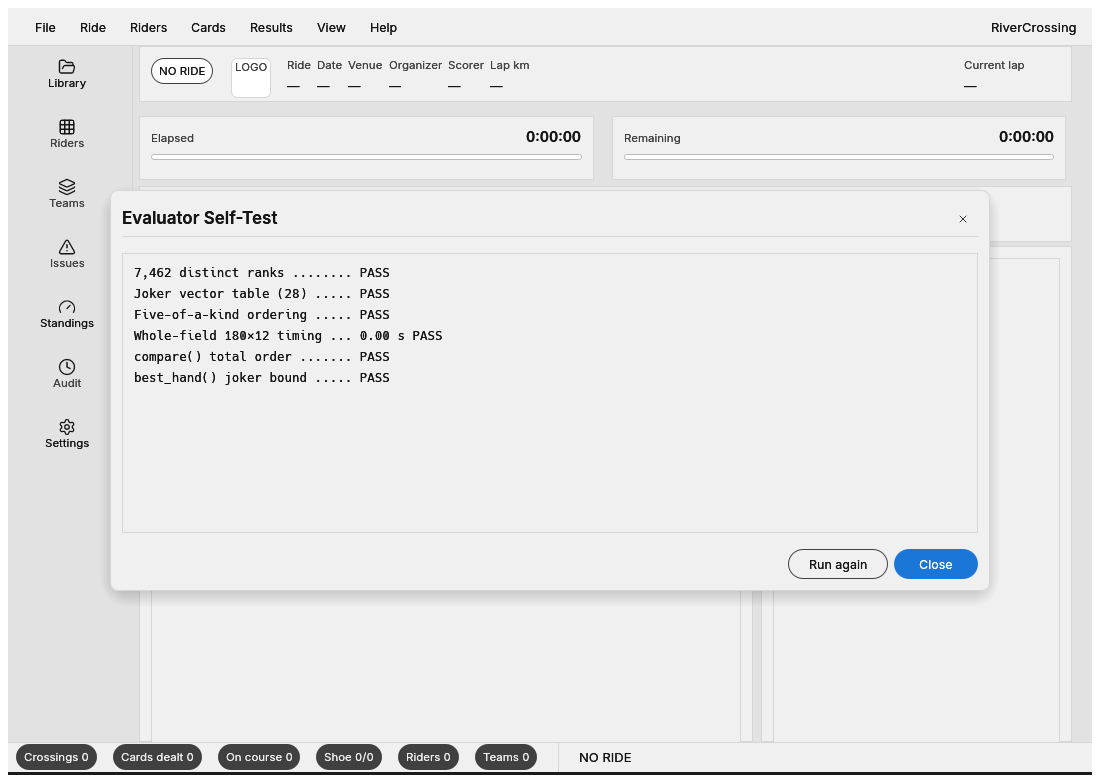 File Ride Riders Cards Results View Help RiverCrossing
Library
Riders
Teams
Issues
Standings
Audit
Settings
NO RIDE
LOGO
Ride Date Venue Organizer Scorer Lap km Current lap
— — — — — — —
Elapsed 0:00:00
Remaining 0:00:00
Evaluator Self-Test ×
7,462 distinct ranks ........ PASS
Joker vector table (28) ..... PASS
Five-of-a-kind ordering ..... PASS
Whole-field 180×12 timing ... 0.00 s PASS
compare() total order ....... PASS
best_hand() joker bound ..... PASS
Run again Close
Crossings 0 Cards dealt 0 On course 0 Shoe 0/0 Riders 0 Teams 0 NO RIDE